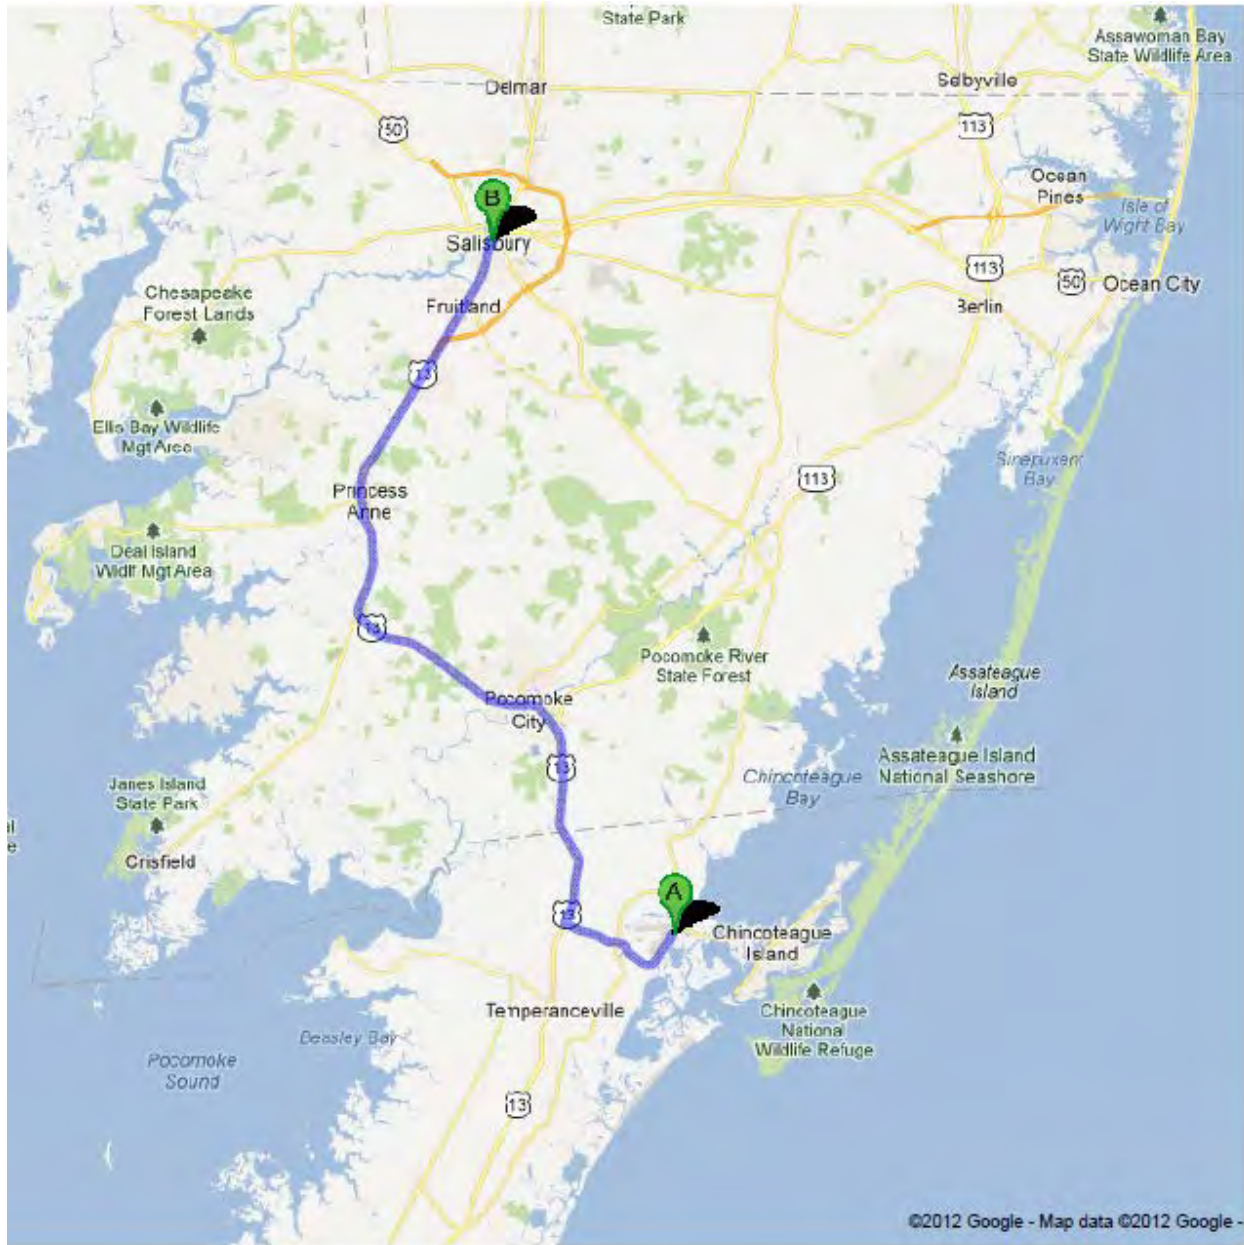 State Park
Assawoman Bay
State Wildlife Area
Delmar
Selbyville
50
113
Ocean
Pines
B
Isle of
Wight Bay
Salisbury
113
50
Ocean City
Chesapeake
Forest Lands
Fruitland
Berlin
13
Ellis Bay Wildlife
Mgt Area
Sinepuxent
Bay
113
Princess
Anne
Deal Island
Wildlf Mgt Area
13
Pocomoke River
State Forest
Assateague
Island
Pocomoke
City
Assateague Island
National Seashore
13
Chincoteague
Bay
Janes Island
State Park
Crisfield
A
13
Chincoteague
Island
Temperanceville
Chincoteague
National
Wildlife Refuge
Beasley Bay
Pocomoke
Sound
13
©2012 Google - Map data ©2012 Google -